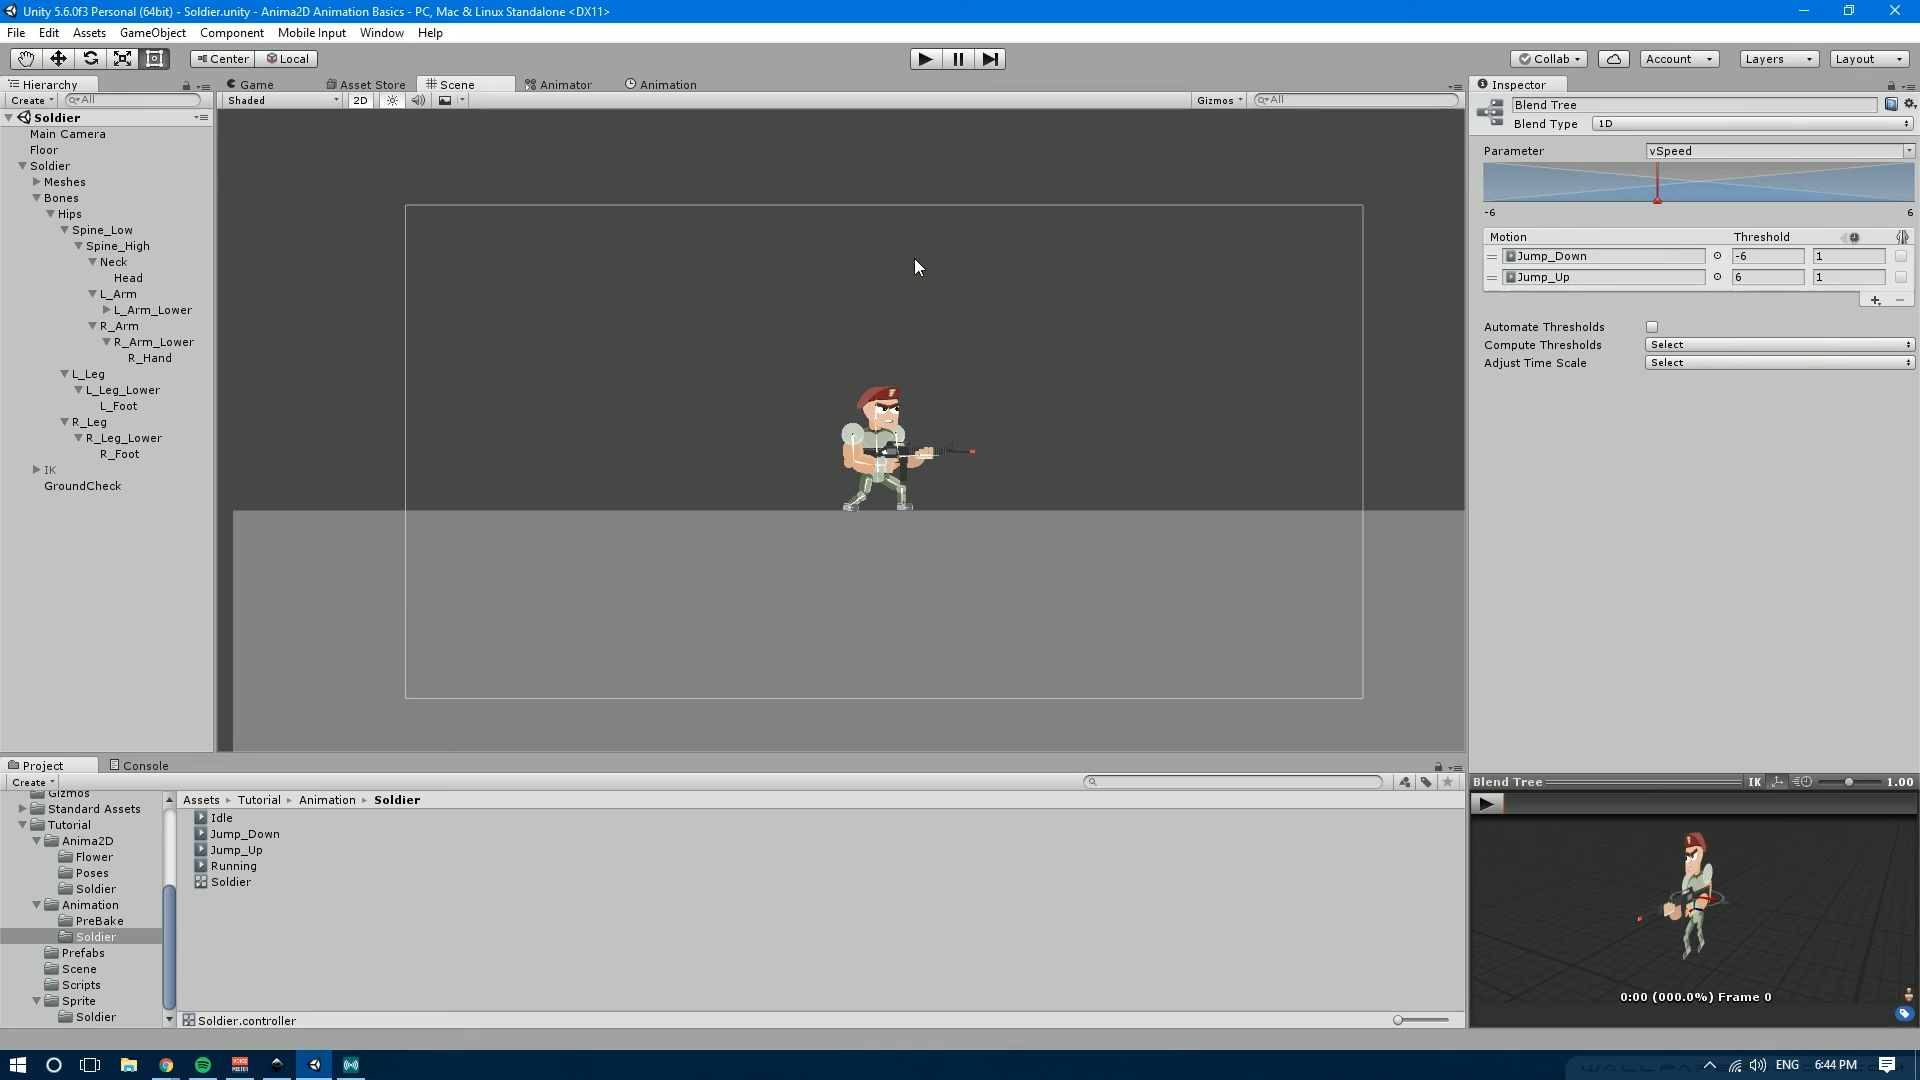 Unity 5.6.0f3 Personal (64bit) - Soldier.unity - Anima2D Animation Basics - PC, Mac & Linux Standalone <DX11>
File Edit Assets GameObject Component Mobile Input Window Help
Center Local Collab Account Layers Layout
Hierarchy Game Asset Store Scene Animator Animation Inspector
Create All Shaded 2D Gizmos All
Blend Tree
Blend Type 1D
Parameter vSpeed
-6 6
Motion Threshold
Jump_Down -6 1
Jump_Up 6 1
Automate Thresholds
Compute Thresholds Select
Adjust Time Scale Select
Soldier
Main Camera
Floor
Soldier
Meshes
Bones
Hips
Spine_Low
Spine_High
Neck
Head
L_Arm
L_Arm_Lower
R_Arm
R_Arm_Lower
R_Hand
L_Leg
L_Leg_Lower
L_Foot
R_Leg
R_Leg_Lower
R_Foot
IK
GroundCheck
Project Console
Create
Gizmos
Standard Assets
Tutorial
Anima2D
Flower
Poses
Soldier
Animation
PreBake
Soldier
Prefabs
Scene
Scripts
Sprite
Soldier
Assets Tutorial Animation Soldier
Idle
Jump_Down
Jump_Up
Running
Soldier
Soldier.controller
Blend Tree IK 1.00
0:00 (000.0%) Frame 0
ENG 6:44 PM